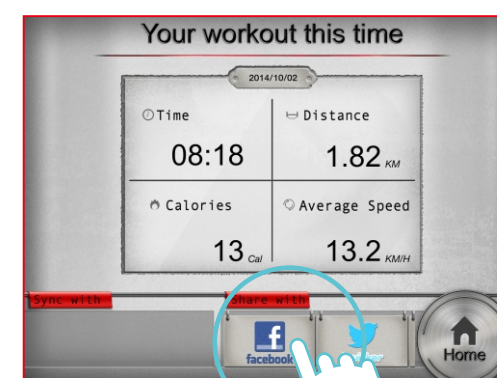 Your workout this time
2014/10/02
Time
Distance
08:18
1.82 KM
Calories
Average Speed
13 Cal
13.2 KM/H
Sync with
Share with
facebook
Home